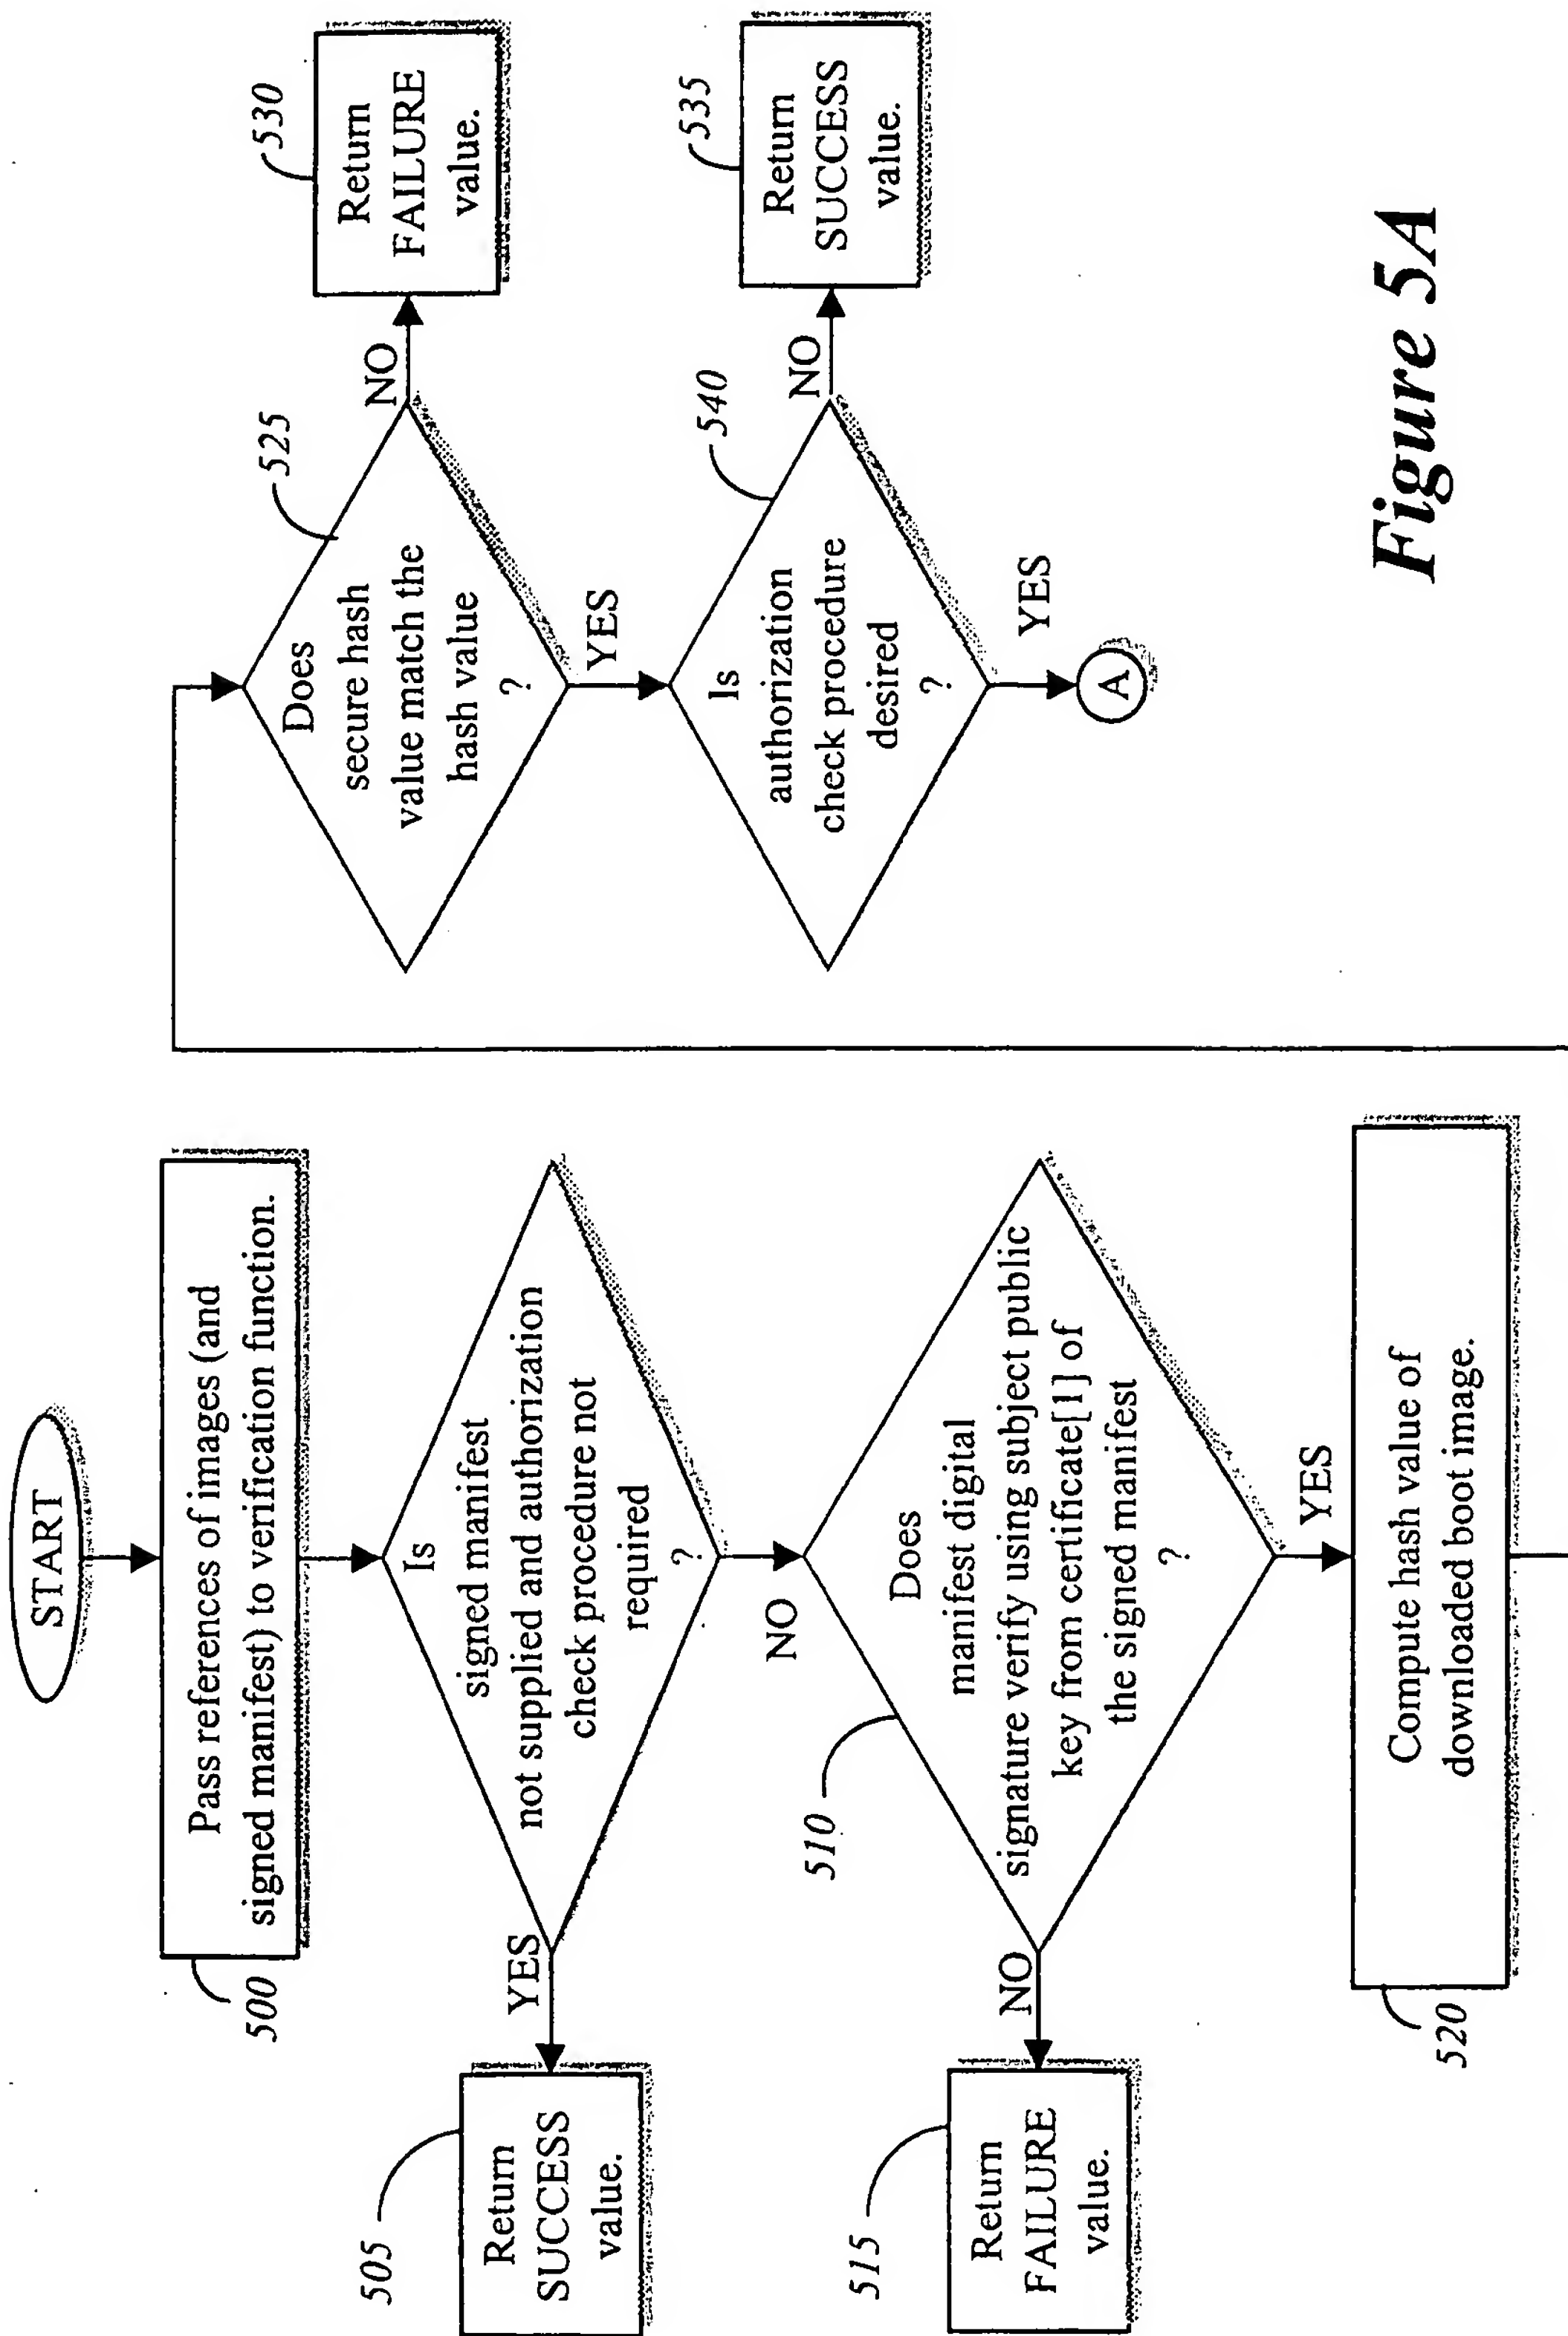 START
Pass references of images (and
signed manifest) to verification function.
500
Is
signed manifest
not supplied and authorization
check procedure not
required
?
YES
Return
SUCCESS
value.
505
NO
Does
manifest digital
signature verify using subject public
key from certificate[1] of
the signed manifest
?
510
NO
Return
FAILURE
value.
515
YES
Compute hash value of
downloaded boot image.
520
Does
secure hash
value match the
hash value
?
525
NO
Return
FAILURE
value.
530
YES
Is
authorization
check procedure
desired
?
540
NO
Return
SUCCESS
value.
535
YES
A
Figure 5A